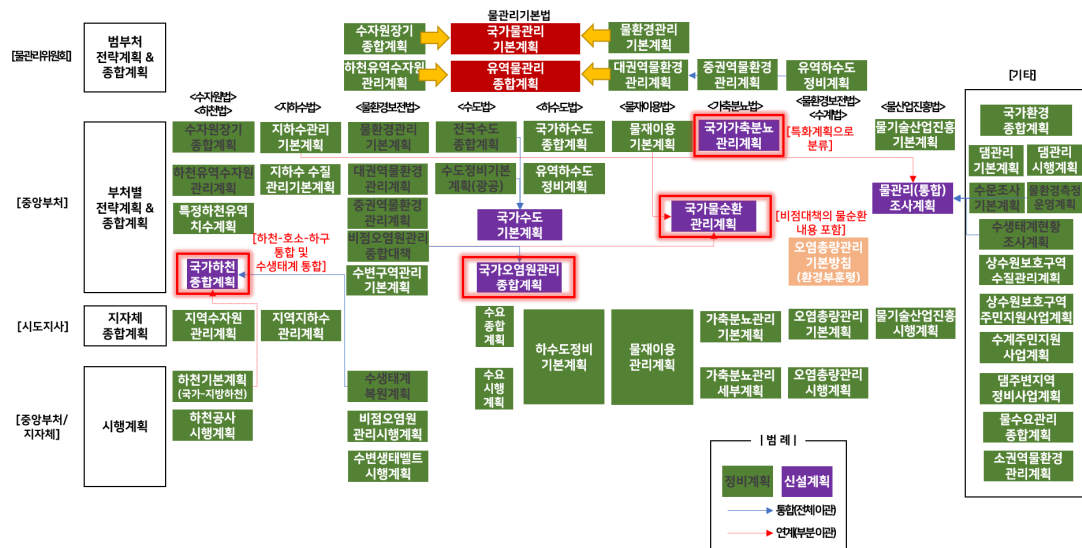 물관리기본법
[물관리위원회]
범부처
전략계획 &
종합계획
수자원장기
종합계획
국가물관리
기본계획
물환경관리
기본계획
하천유역수자원
관리계획
유역물관리
종합계획
대권역물환경
관리계획
중권역물환경
관리계획
유역하수도
정비계획
[기타]
<수자원법>
<하천법>
<지하수법>
<물환경보전법>
<수도법>
<하수도법>
<물재이용법>
<가축분뇨법>
<물환경보전법>
<수계법>
<물산업진흥법>
[중앙부처]
부처별
전략계획 &
종합계획
수자원장기
종합계획
지하수관리
기본계획
물환경관리
기본계획
전국수도
종합계획
국가하수도
종합계획
물재이용
기본계획
국가가축분뇨
관리계획
[특화계획으로
분류]
물기술산업진흥
기본계획
하천유역수자원
관리계획
지하수 수질
관리기본계획
대권역물환경
관리계획
수도정비기본
계획(광공)
유역하수도
정비계획
물관리(통합)
조사계획
특정하천유역
치수계획
중권역물환경
관리계획
국가수도
기본계획
국가물순환
관리계획
[비점대책의 물순환
내용 포함]
[하천-호소-하구
통합 및
수생태계 통합]
비점오염원관리
종합대책
오염총량관리
기본방침
(환경부훈령)
국가하천
종합계획
수변구역관리
기본계획
국가오염원관리
종합계획
[시도지사]
지자체
종합계획
지역수자원
관리계획
지역지하수
관리계획
수요
종합
계획
하수도정비
기본계획
물재이용
관리계획
가축분뇨관리
기본계획
오염총량관리
기본계획
물기술산업진흥
시행계획
[중앙부처/
지자체]
시행계획
하천기본계획
(국가-지방하천)
수생태계
복원계획
수요
시행
계획
가축분뇨관리
세부계획
오염총량관리
시행계획
하천공사
시행계획
비점오염원
관리시행계획
수변생태벨트
시행계획
국가환경
종합계획
댐관리
기본계획
댐관리
시행계획
수문조사
기본계획
물환경측정
운영계획
수생태계현황
조사계획
상수원보호구역
수질관리계획
상수원보호구역
주민지원사업계획
수계주민지원
사업계획
댐주변지역
정비사업계획
물수요관리
종합계획
소권역물환경
관리계획
| 범 례 |
정비계획
신설계획
통합(전체이관)
연계(부분이관)